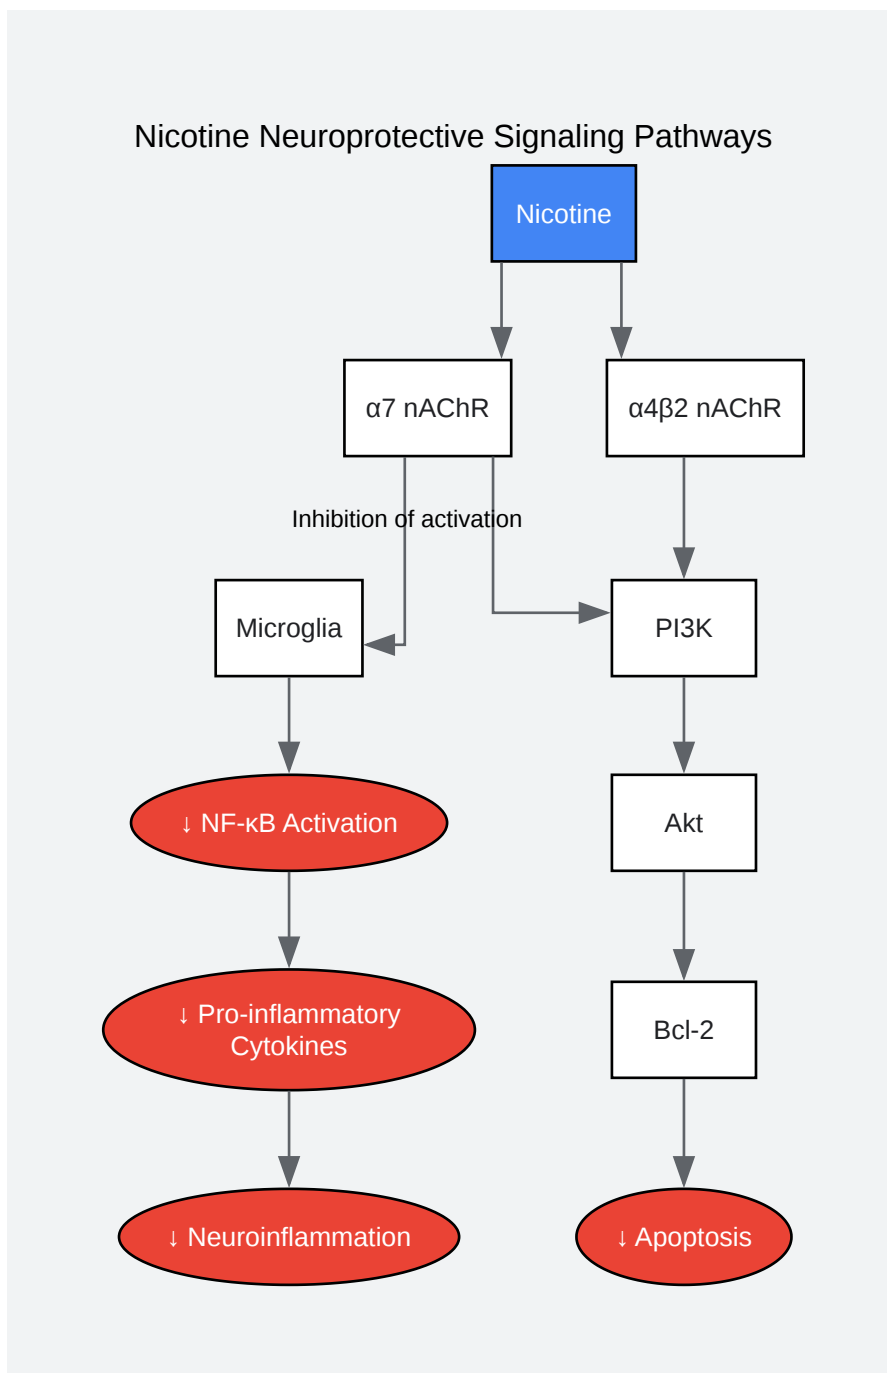 Nicotine Neuroprotective Signaling Pathways
Nicotine
α7 nAChR
α4β2 nAChR
Inhibition of activation
Microglia
PI3K
↓ NF-κB Activation
Akt
↓ Pro-inflammatory
Cytokines
Bcl-2
↓ Neuroinflammation
↓ Apoptosis